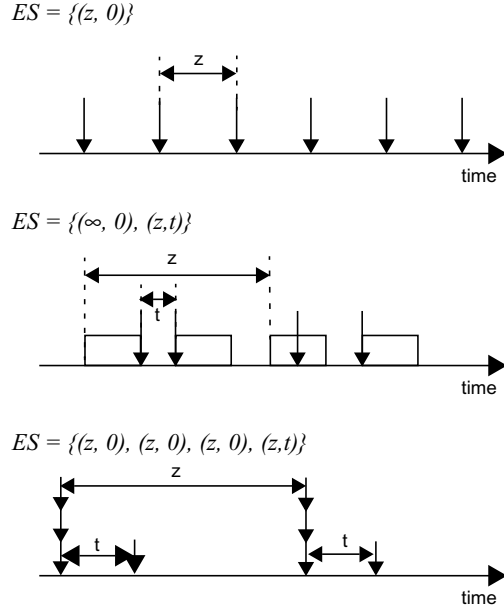 ES = {(z, 0)}
z
time
ES = {(∞, 0), (z,t)}
z
t
time
ES = {(z, 0), (z, 0), (z, 0), (z,t)}
z
t
t
time